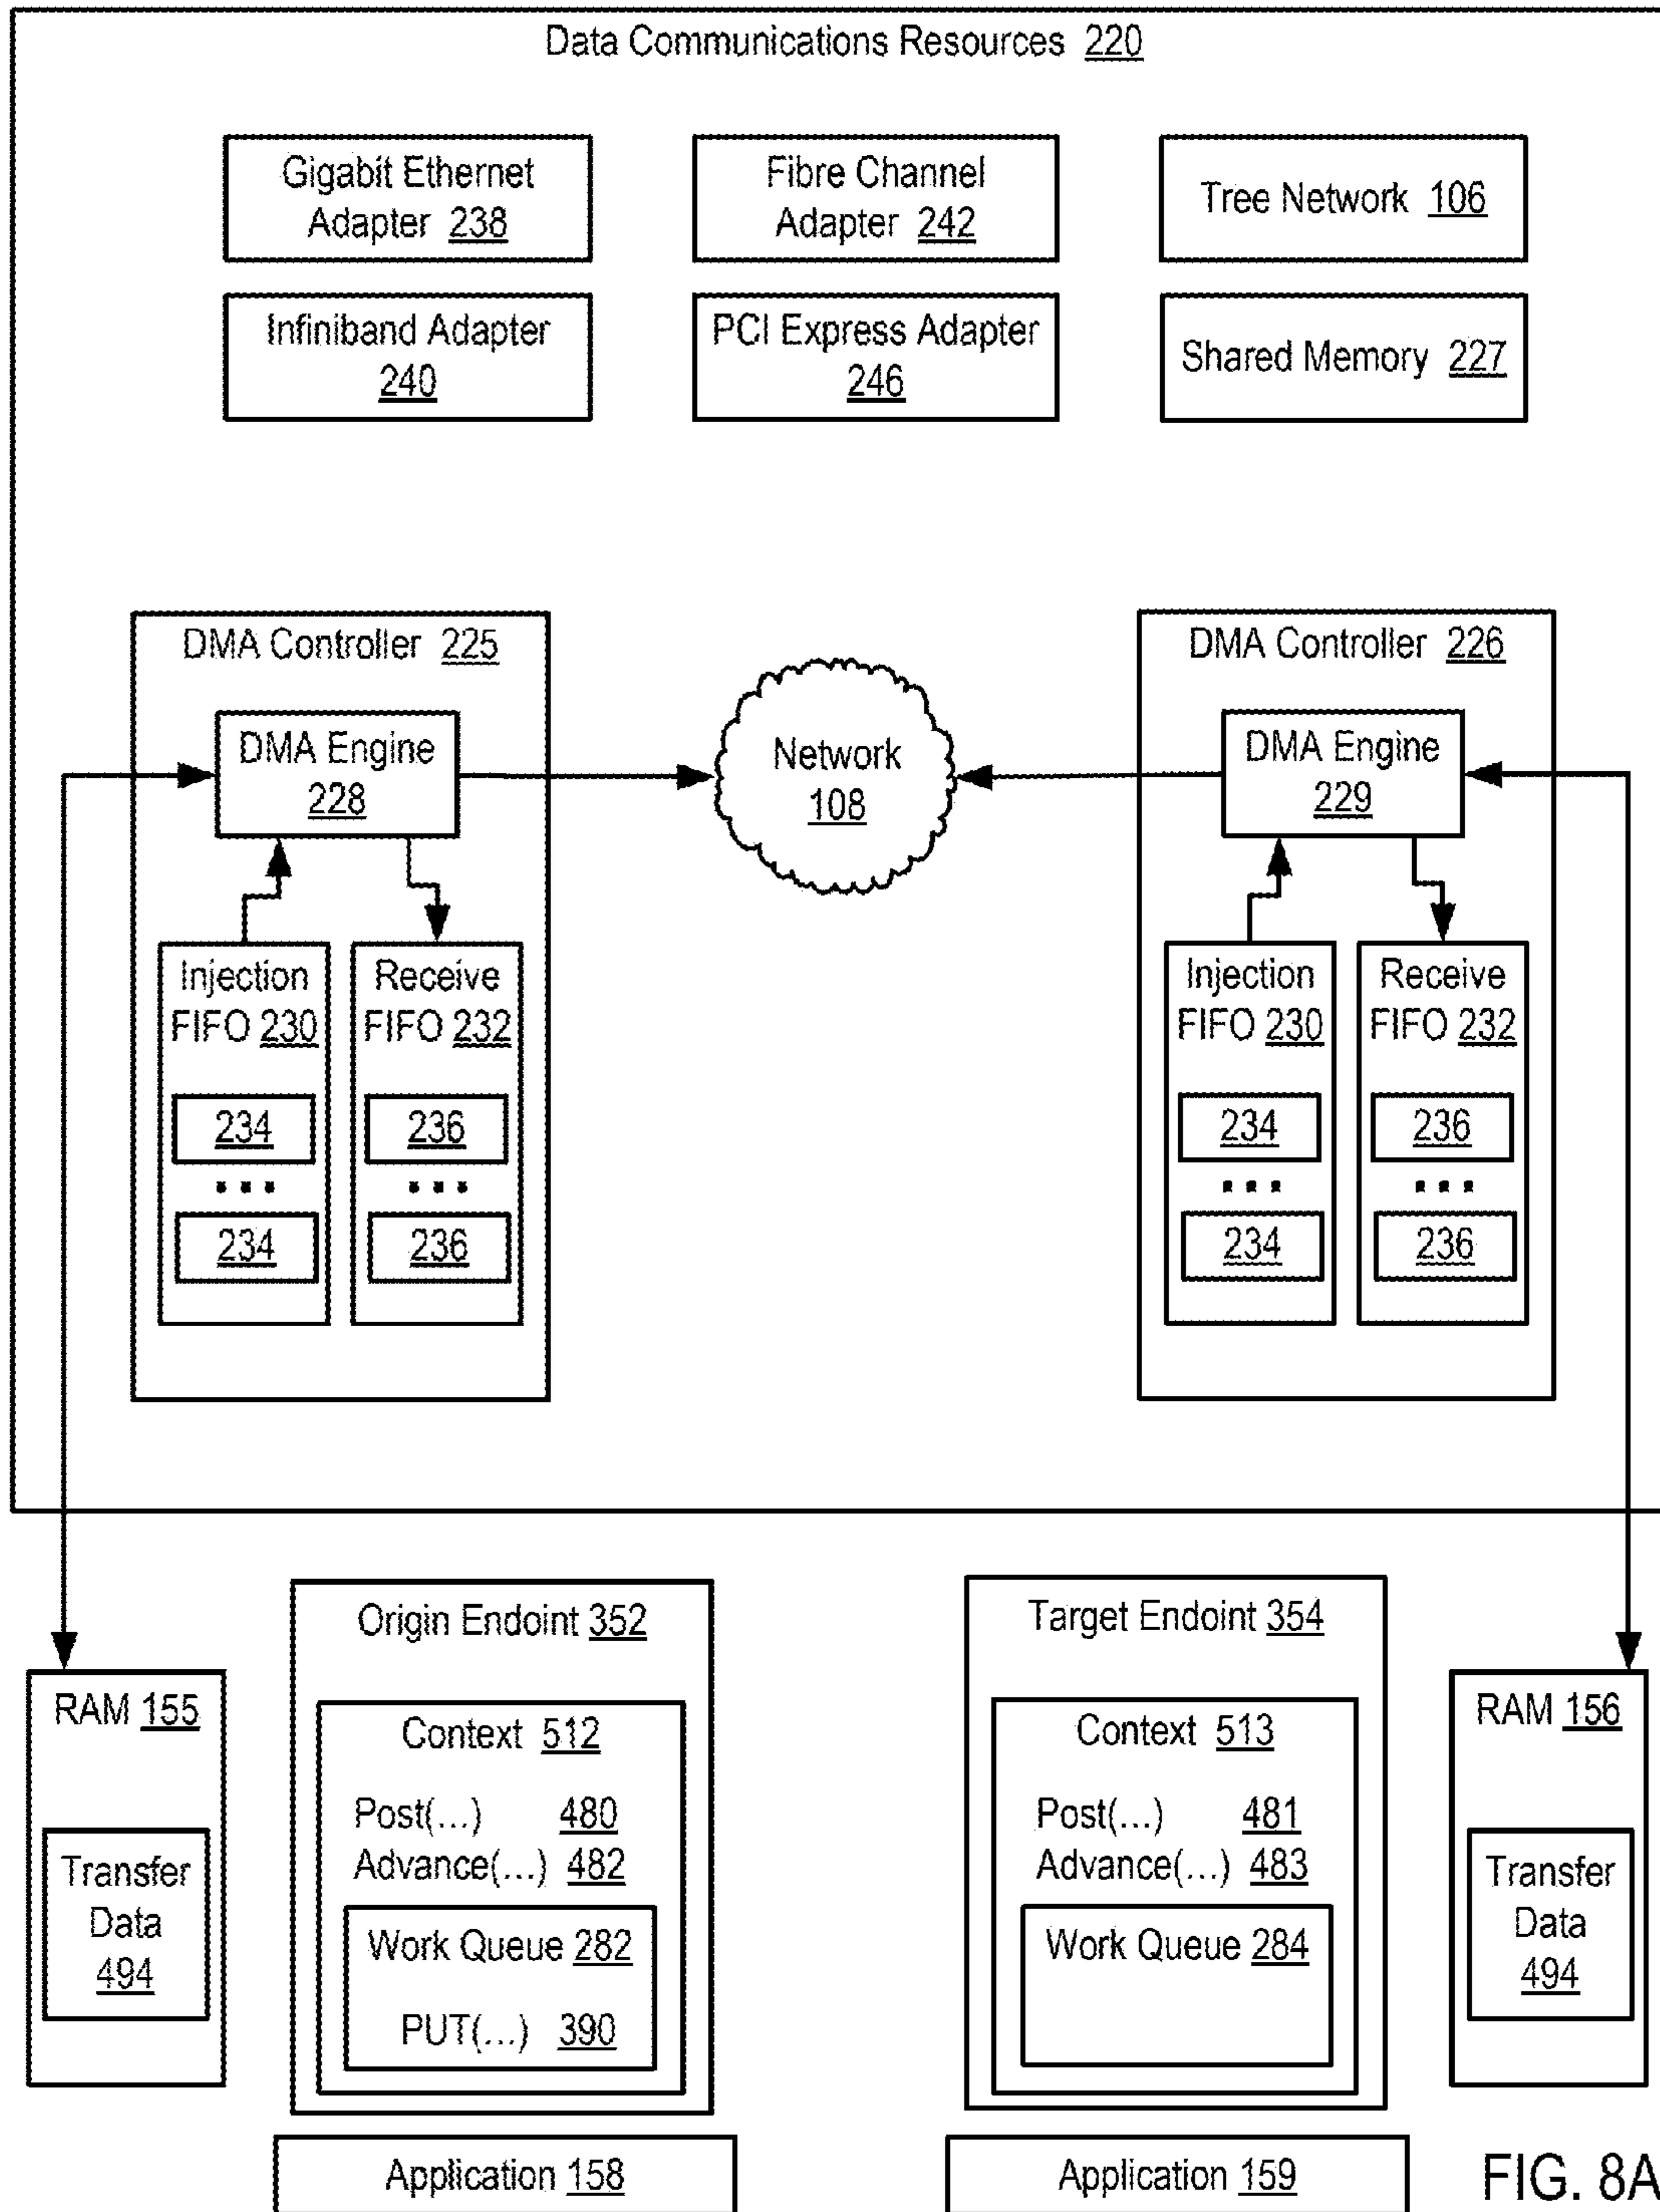 Data Communications Resources 220
Gigabit Ethernet
Adapter 238
Fibre Channel
Adapter 242
Tree Network 106
Infiniband Adapter
240
PCI Express Adapter
246
Shared Memory 227
DMA Controller 225
DMA Engine
228
Injection
FIFO 230
234
...
234
Receive
FIFO 232
236
...
236
Network
108
DMA Controller 226
DMA Engine
229
Injection
FIFO 230
234
...
234
Receive
FIFO 232
236
...
236
RAM 155
Transfer
Data
494
Origin Endoint 352
Context 512
Post(...) 480
Advance(...) 482
Work Queue 282
PUT(...) 390
Target Endoint 354
Context 513
Post(...) 481
Advance(...) 483
Work Queue 284
RAM 156
Transfer
Data
494
Application 158
Application 159
FIG. 8A